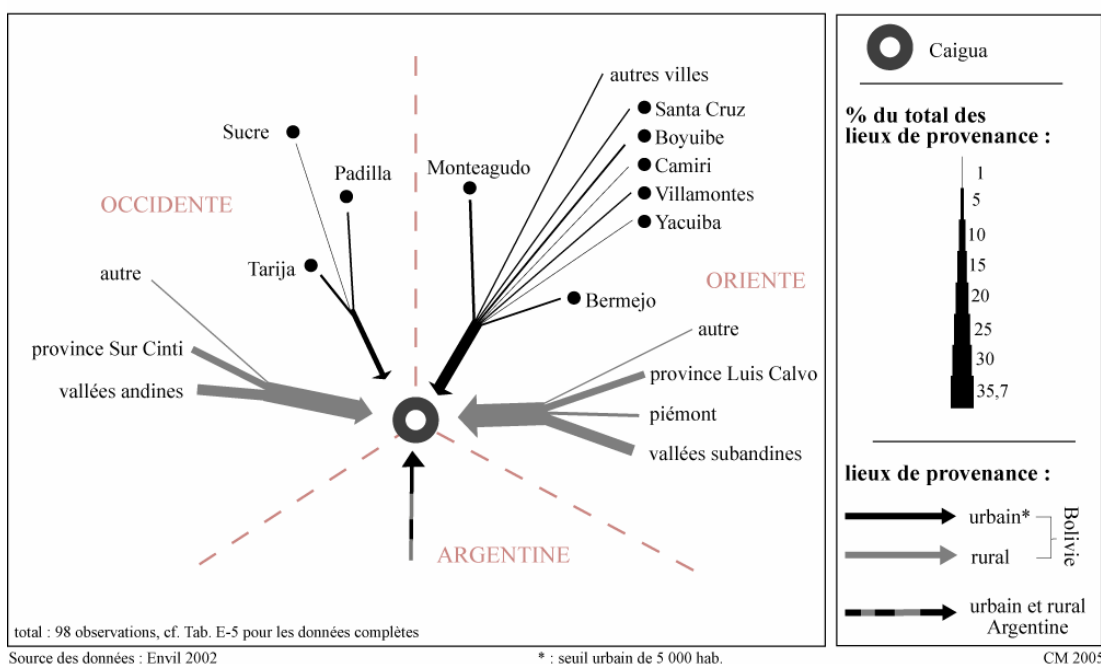 autres villes
Santa Cruz
Boyuibe
Camiri
Villamontes
Yacuiba
Sucre
Padilla
Monteagudo
OCCIDENTE
Tarija
ORIENTE
Bermejo
autre
autre
province Sur Cinti
province Luis Calvo
vallées andines
piémont
vallées subandines
ARGENTINE
total : 98 observations, cf. Tab. E-5 pour les données complètes
Caigua
% du total des
lieux de provenance :
1
5
10
15
20
25
30
35,7
lieux de provenance :
urbain*
rural
Bolivie
urbain et rural
Argentine
Source des données : Envil 2002
* : seuil urbain de 5 000 hab.
CM 2005